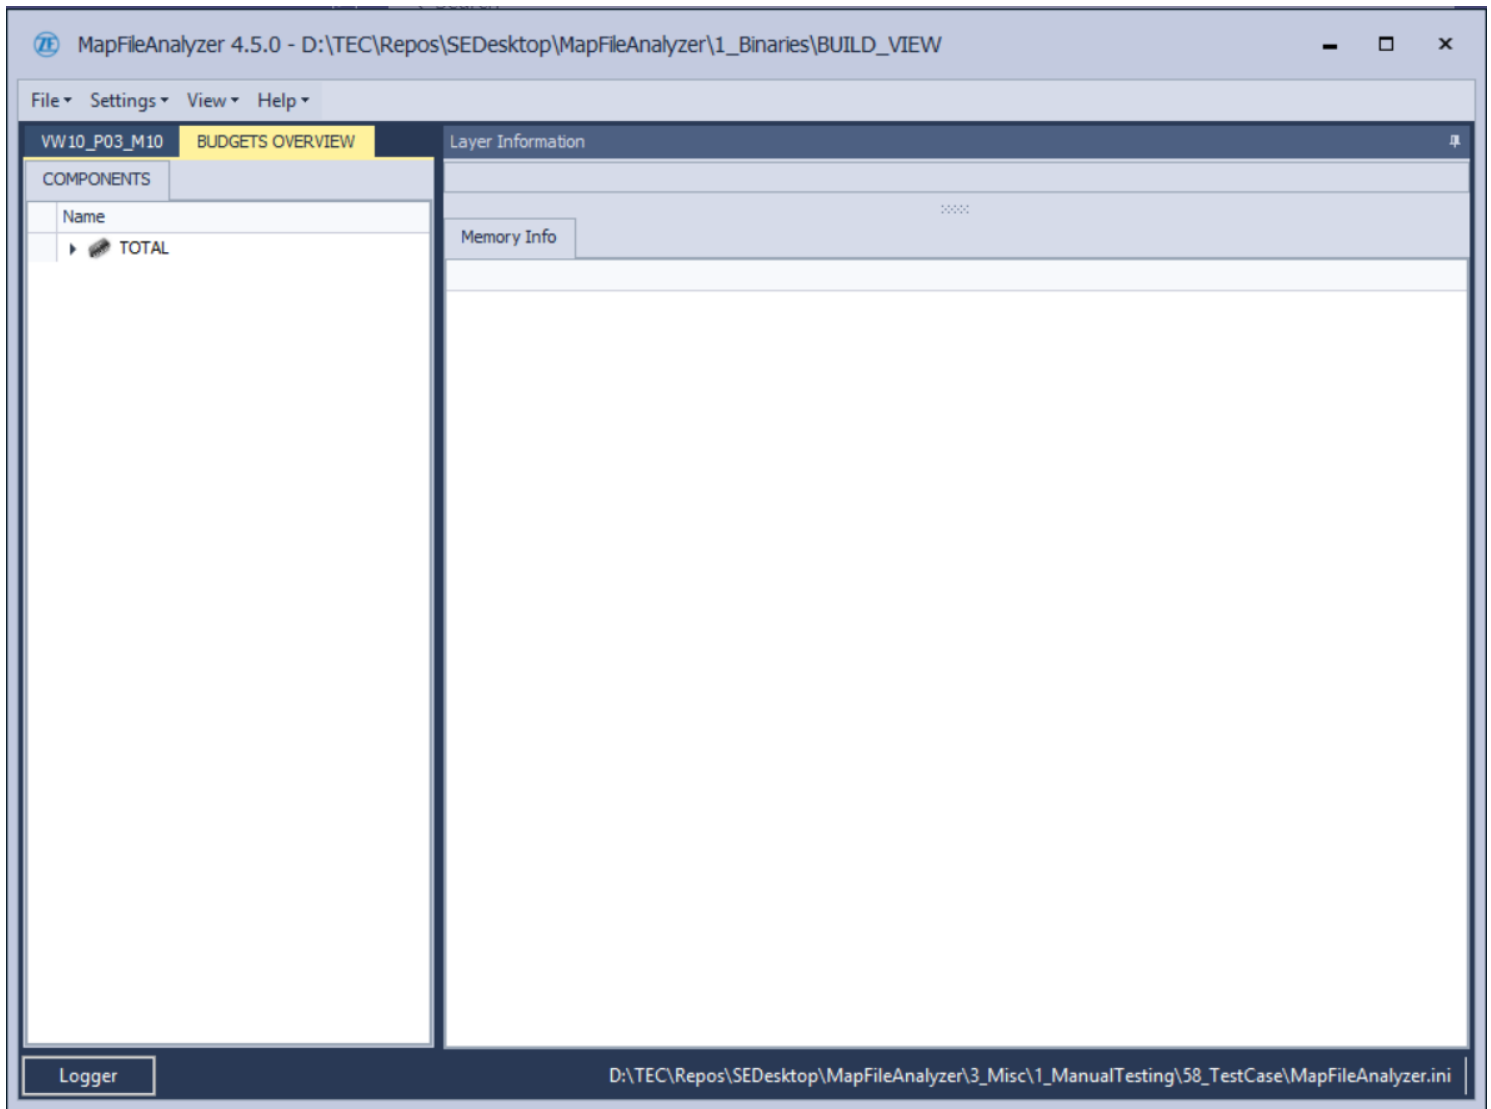 MapFileAnalyzer 4.5.0 - D:\TEC\Repos\SEDesktop\MapFileAnalyzer\1_Binaries\BUILD_VIEW
File Settings View Help
VW10_P03_M10 BUDGETS OVERVIEW
Layer Information
COMPONENTS
Name
TOTAL
Memory Info
Logger
D:\TEC\Repos\SEDesktop\MapFileAnalyzer\3_Misc\1_ManualTesting\58_TestCase\MapFileAnalyzer.ini